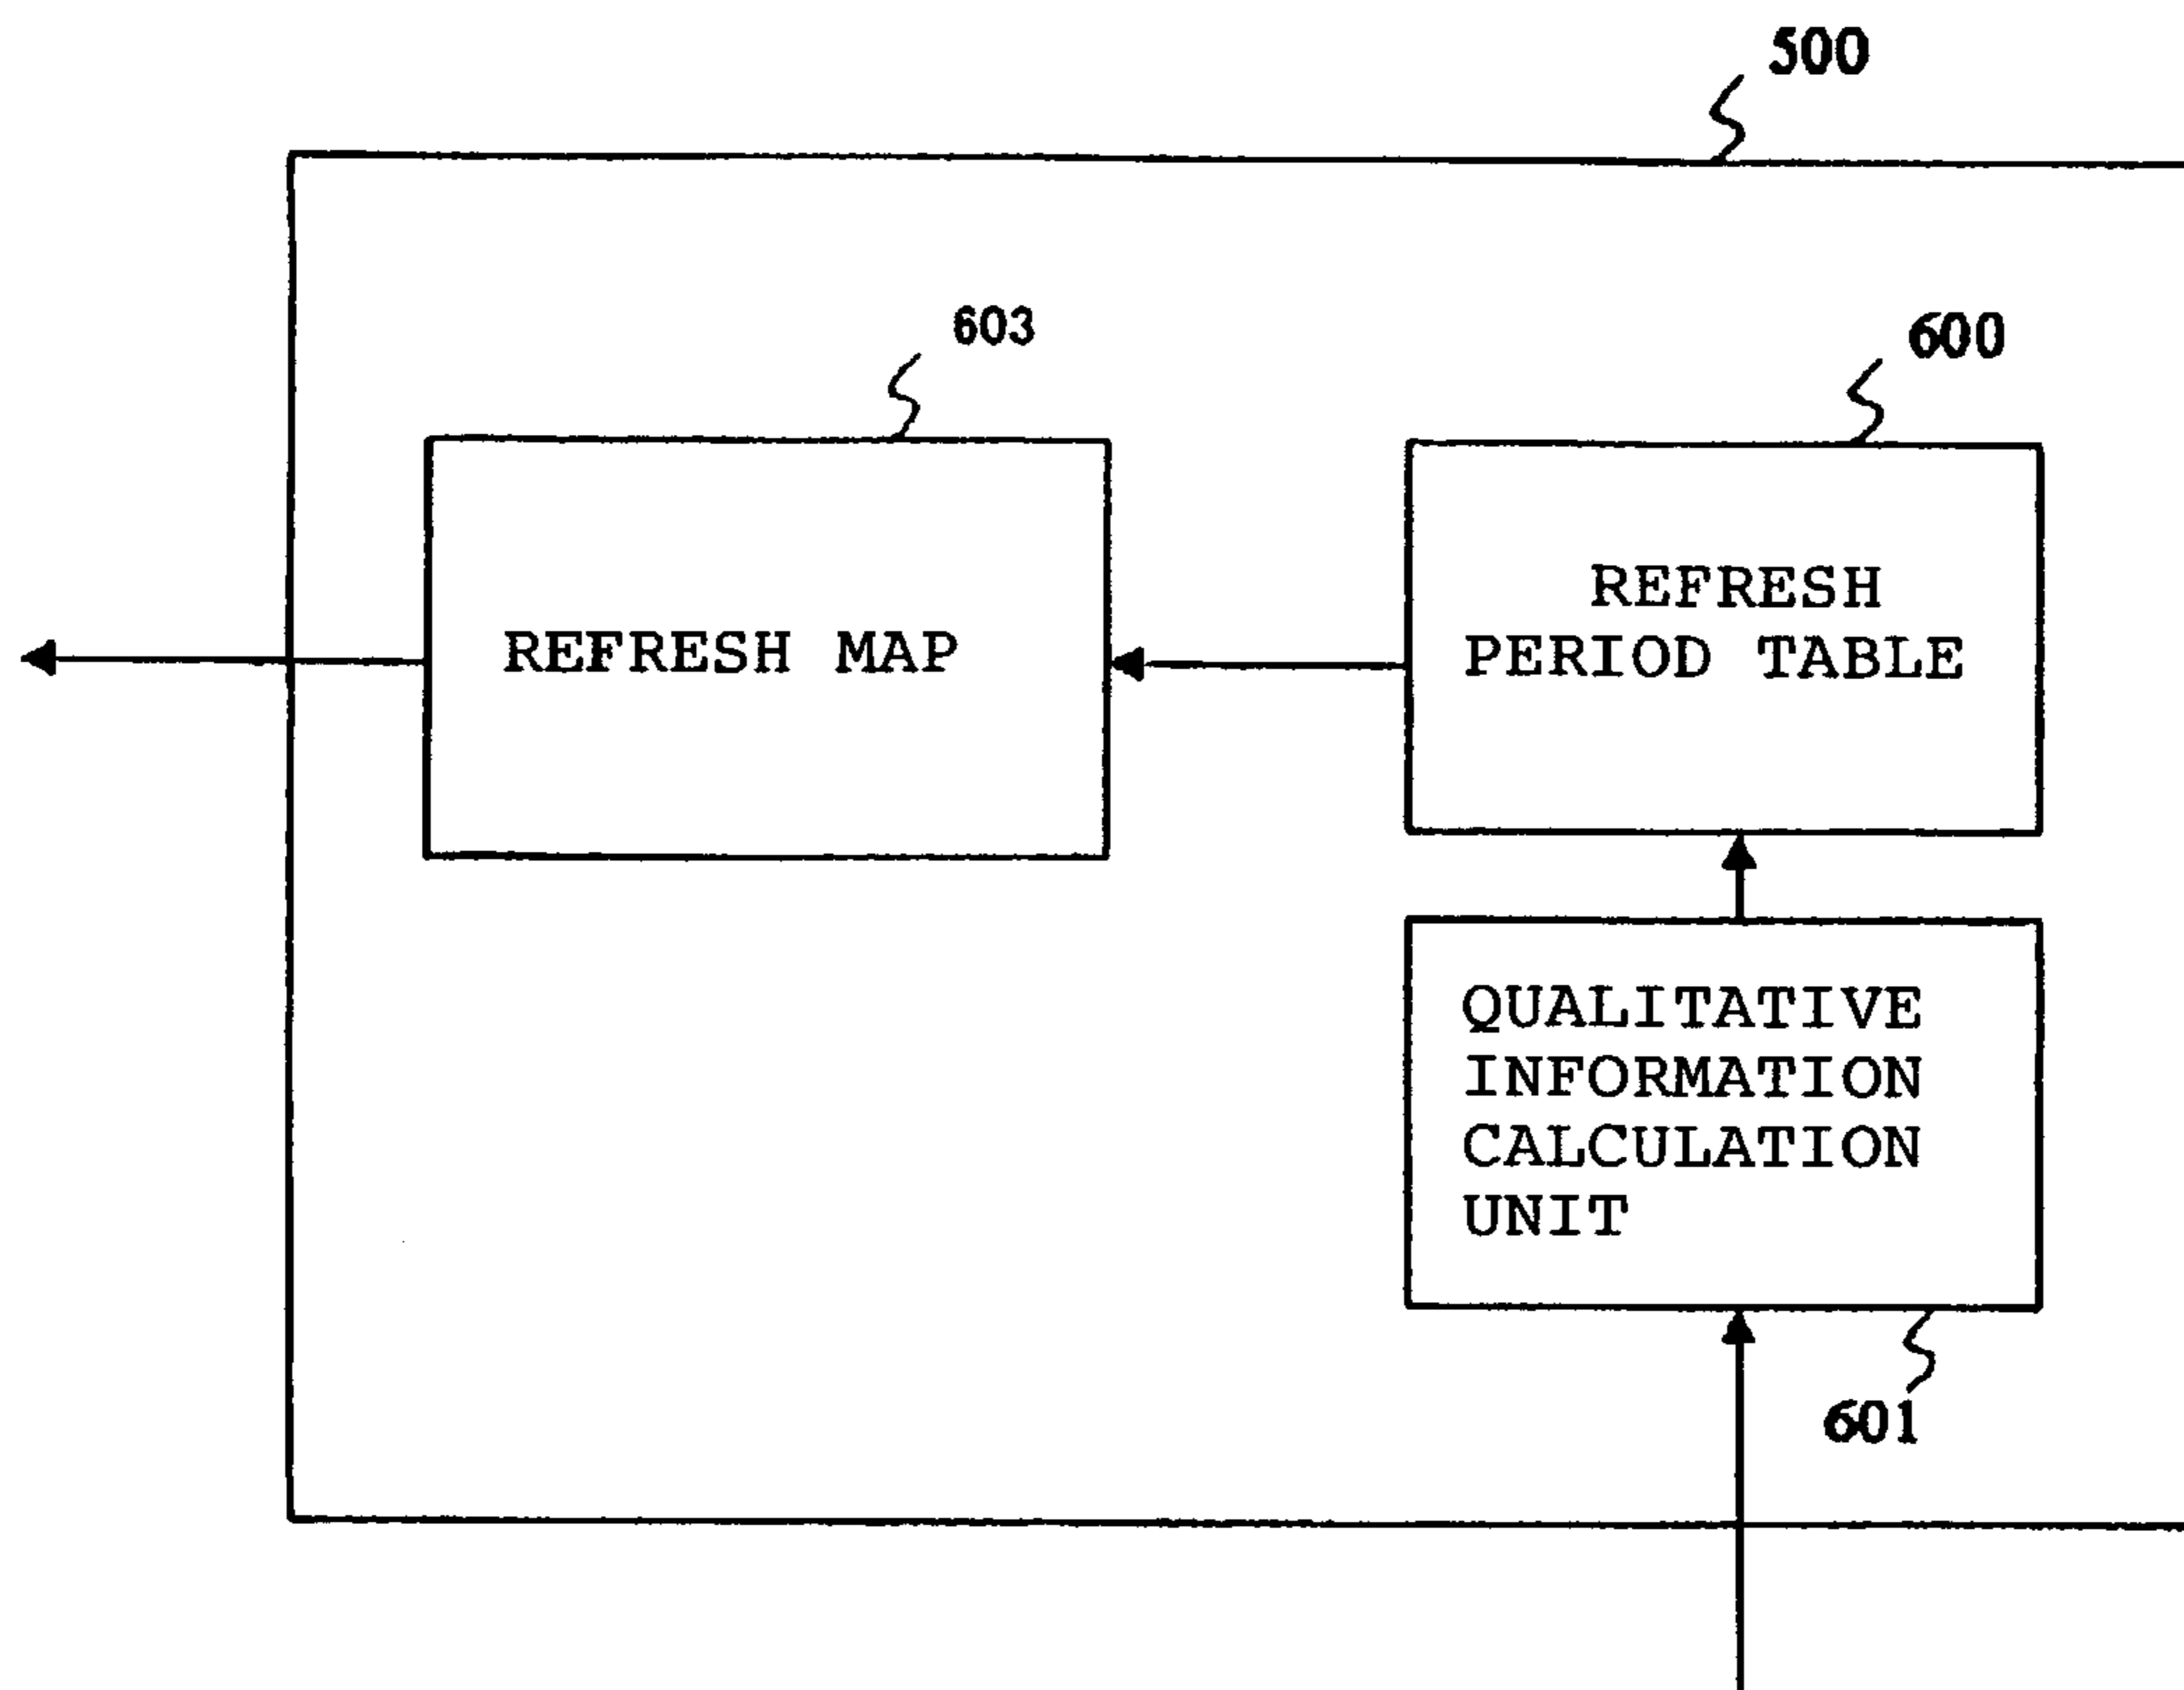 500
603
600
REFRESH MAP
REFRESH
PERIOD TABLE
QUALITATIVE
INFORMATION
CALCULATION
UNIT
601